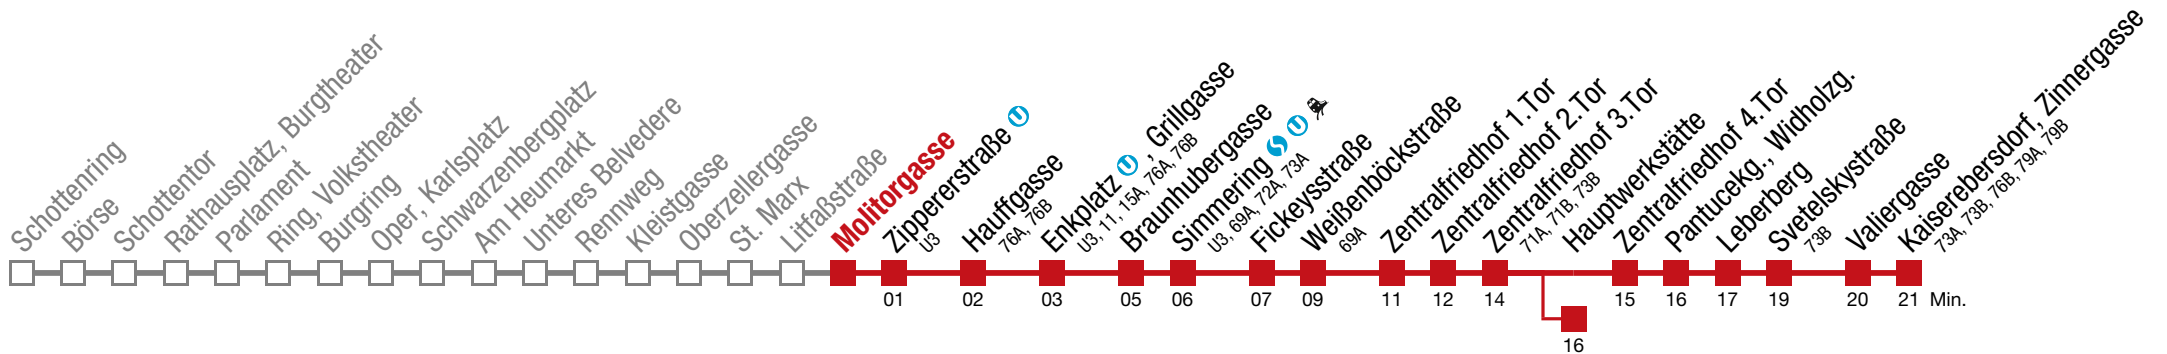 Schottenring
Börse
Schottentor
Rathausplatz, Burgtheater
Parlament
Ring, Volkstheater
Burgring
Oper, Karlsplatz
Schwarzenbergplatz
Am Heumarkt
Unteres Belvedere
Rennweg
Kleistgasse
Oberzellergasse
St. Marx
Litfaßstraße
Molitorgasse
Zippererstraße U
U3
Hauffgasse
76A, 76B
Enkplatz U, Grillgasse
U3, 11, 15A, 76A, 76B
Braunhubergasse
Simmering S U
U3, 69A, 72A, 73A
Fickeysstraße
Weißenböckstraße
69A
Zentralfriedhof 1.Tor
Zentralfriedhof 2.Tor
Zentralfriedhof 3.Tor
71A, 71B, 73B
Hauptwerkstätte
Zentralfriedhof 4.Tor
Pantucekg., Widholzg.
Leberberg
Svetelskystraße
73B
Valiergasse
Kaiserebersdorf, Zinnergasse
73A, 73B, 76B, 79A, 79B
01 02 03 05 06 07 09 11 12 14 15 16 17 19 20 21 Min.
16